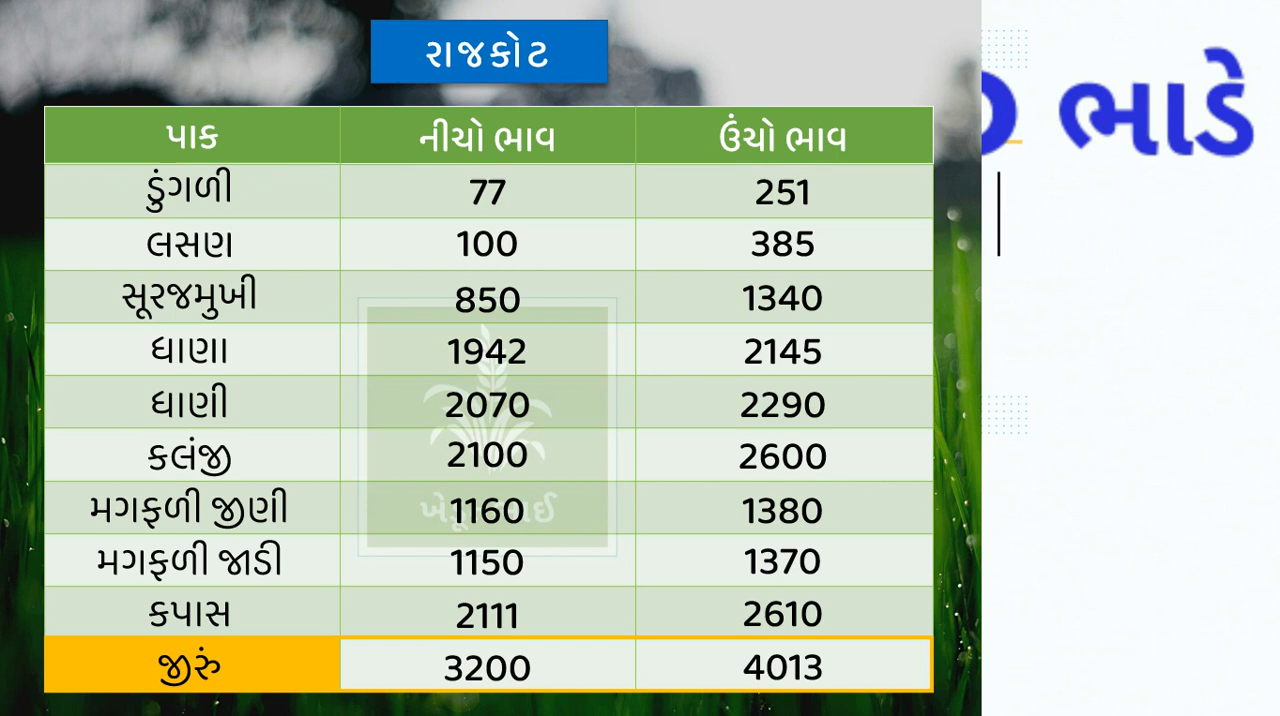 રાજકોટ
પાક નીચો ભાવ ઉંચો ભાવ
ડુંગળી 77 251
લસણ 100 385
સૂરજમુખી 850 1340
ધાણા 1942 2145
ધાણી 2070 2290
કલંજી 2100 2600
મગફળી જીણી 1160 1380
મગફળી જાડી 1150 1370
કપાસ 2111 2610
જીરું 3200 4013
ભાડે